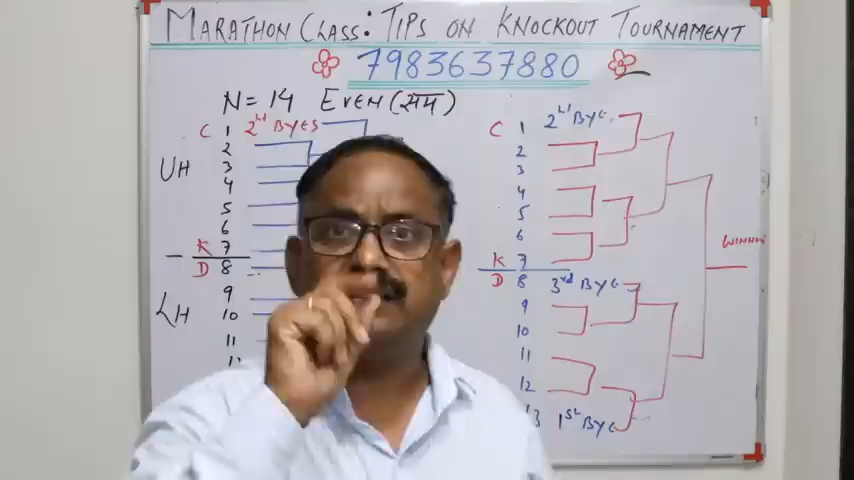 MARATHON CLASS: TIPS ON KNOCKOUT TOURNAMENT
7983637880
N = 14 EVEN (सम)
C 1 2nd BYES
2
UH 3
4
5
6
K 7
D 8
9
LH 10
11
12
C 1 2nd BYE
2
3
4
5
6
K 7
D 8 3rd BYE
9
10
11
12
13 1st BYE
WINNER